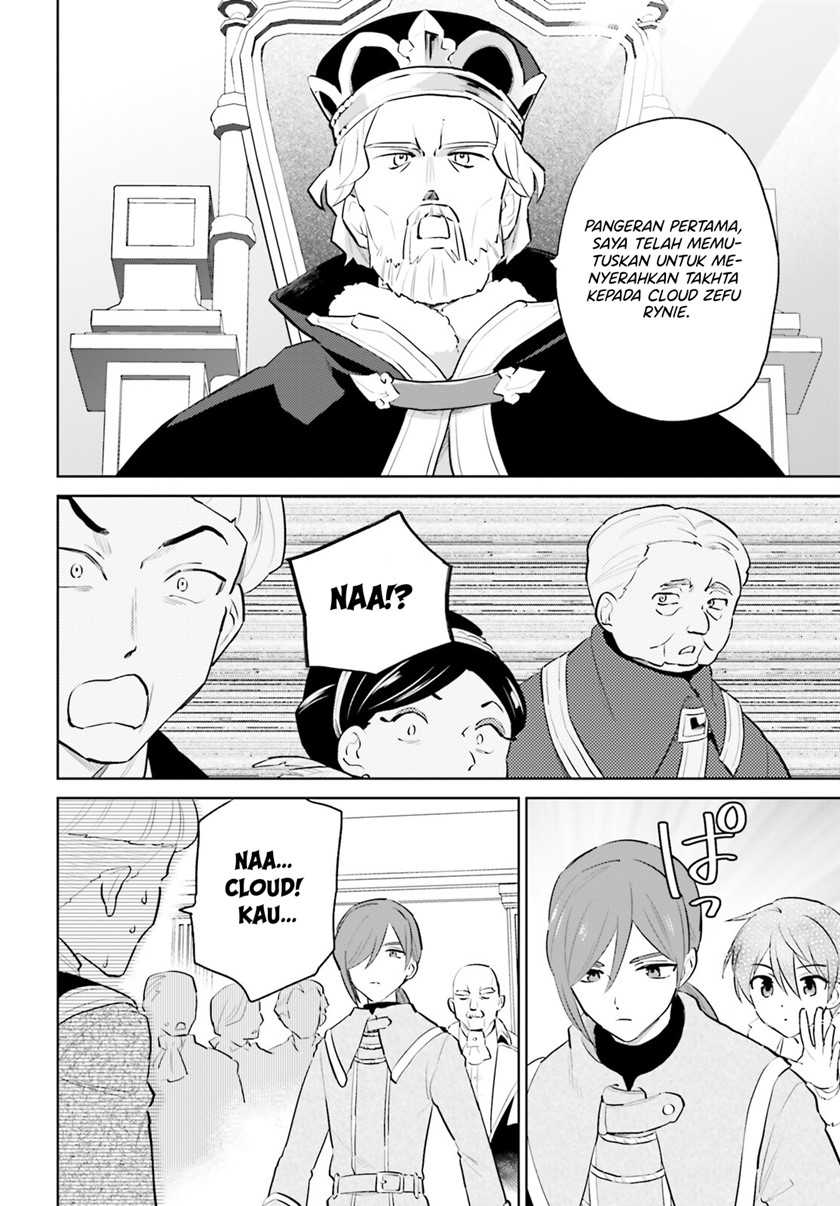 PANGERAN PERTAMA,
SAYA TELAH MEMU-
TUSKAN UNTUK ME-
NYERAHKAN TAKHTA
KEPADA CLOUD ZEFU
RYNIE.
NAA!?
ぱっ
NAA...
CLOUD!
KAU...